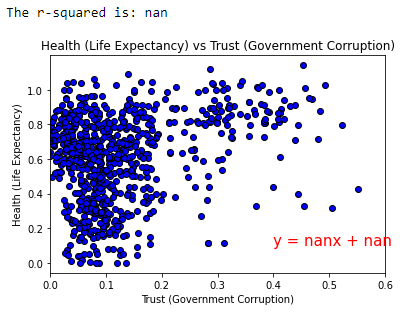 The r-squared is: nan
Health (Life Expectancy) vs Trust (Government Corruption)
Health (Life Expectancy)
1.0
0.8
0.6
0.4
0.2
0.0
y = nanx + nan
0.0 0.1 0.2 0.3 0.4 0.5 0.6
Trust (Government Corruption)